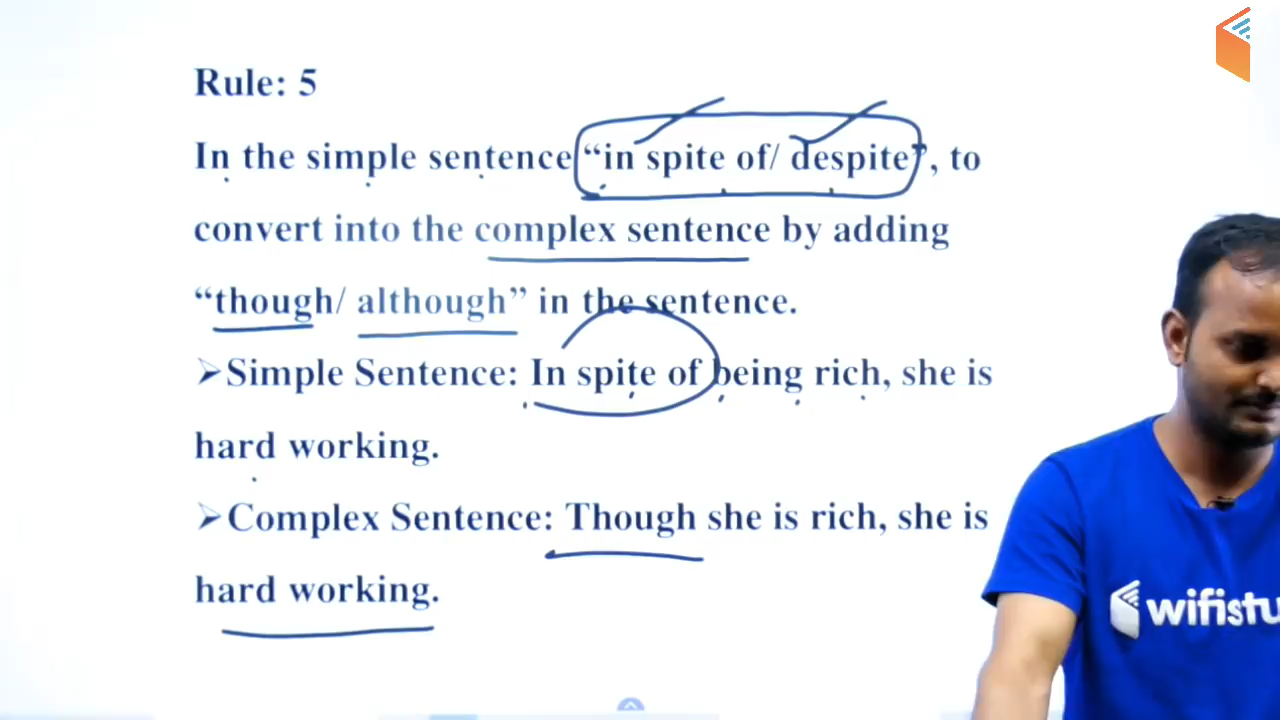 Rule: 5
In the simple sentence “in spite of/ despite”, to
convert into the complex sentence by adding
“though/ although” in the sentence.
➢Simple Sentence: In spite of being rich, she is
hard working.
➢Complex Sentence: Though she is rich, she is
hard working.
wifistu